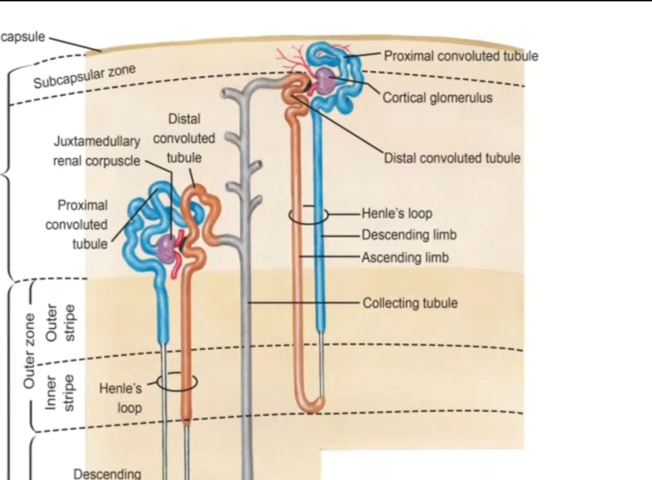 capsule
Subcapsular zone
Proximal convoluted tubule
Cortical glomerulus
Distal
convoluted
tubule
Juxtamedullary
renal corpuscle
Distal convoluted tubule
Proximal
convoluted
tubule
Henle's loop
Descending limb
Ascending limb
Collecting tubule
Outer zone
Outer
stripe
Inner
stripe
Henle's
loop
Descending